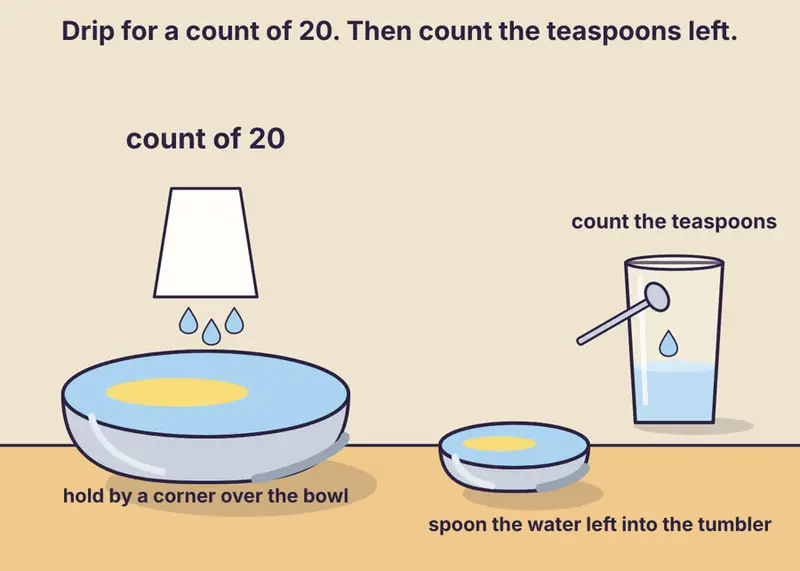 Drip for a count of 20. Then count the teaspoons left.
count of 20
count the teaspoons
hold by a corner over the bowl
spoon the water left into the tumbler